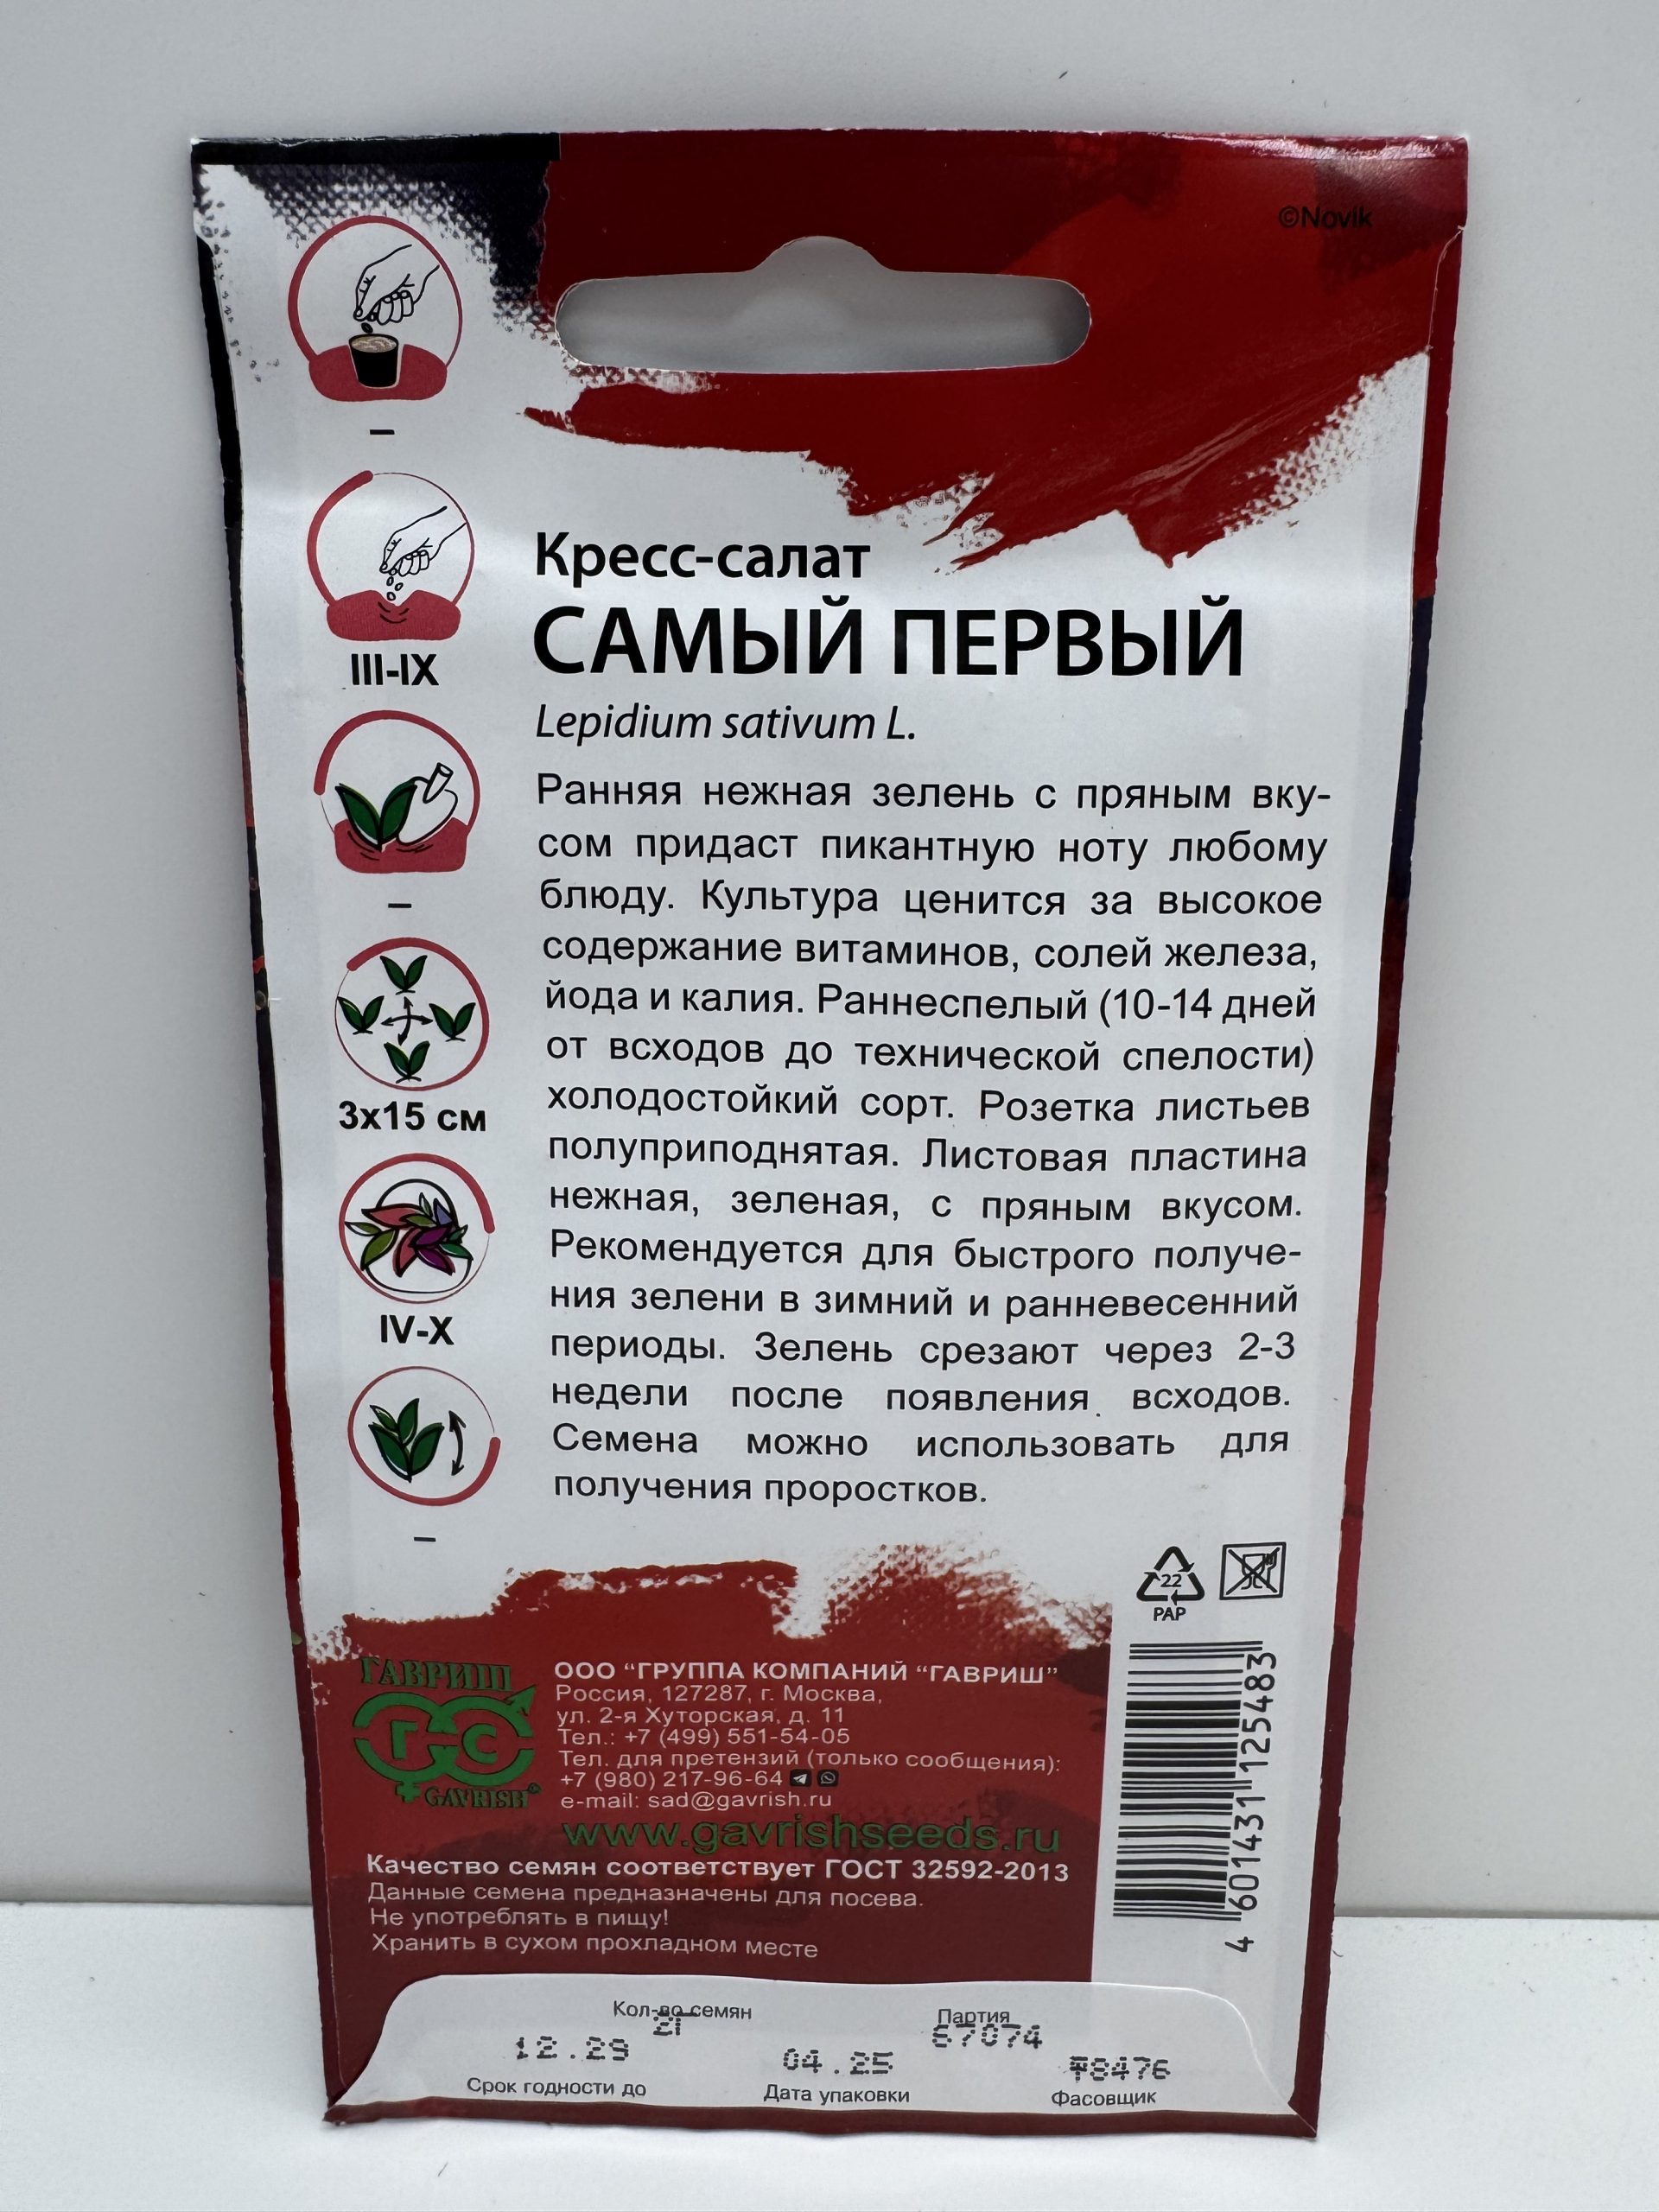 ©Novik
–
III-IX
–
3х15 см
IV-X
–
Кресс-салат
САМЫЙ ПЕРВЫЙ
Lepidium sativum L.
Ранняя нежная зелень с пряным вку-
сом придаст пикантную ноту любому
блюду. Культура ценится за высокое
содержание витаминов, солей железа,
йода и калия. Раннеспелый (10-14 дней
от всходов до технической спелости)
холодостойкий сорт. Розетка листьев
полуприподнятая. Листовая пластина
нежная, зеленая, с пряным вкусом.
Рекомендуется для быстрого получе-
ния зелени в зимний и ранневесенний
периоды. Зелень срезают через 2-3
недели после появления всходов.
Семена можно использовать для
получения проростков.
22
PAP
ГАВРИШ
ГС
GAVRISH®
ООО “ГРУППА КОМПАНИЙ “ГАВРИШ”
Россия, 127287, г. Москва,
ул. 2-я Хуторская, д. 11
Тел.: +7 (499) 551-54-05
Тел. для претензий (только сообщения):
+7 (980) 217-96-64
e-mail: sad@gavrish.ru
www.gavrishseeds.ru
Качество семян соответствует ГОСТ 32592-2013
Данные семена предназначены для посева.
Не употреблять в пищу!
Хранить в сухом прохладном месте
4 601431 125483
Кол-во семян
2Г
Партия
67074
12.29
04.25
Ф8476
Срок годности до
Дата упаковки
Фасовщик